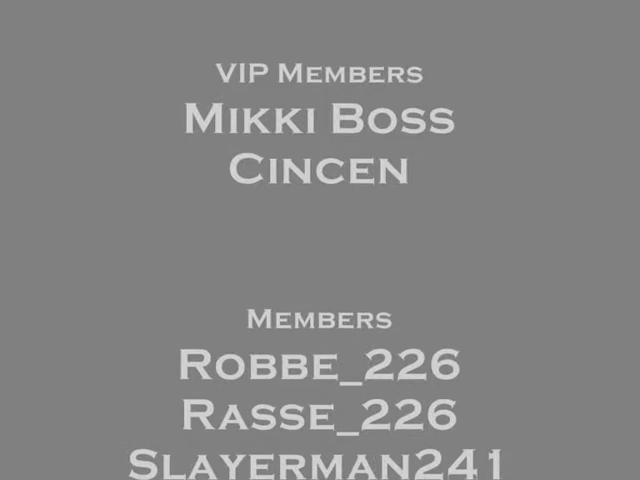 VIP Members
Mikki Boss
Cincen
Members
Robbe_226
Rasse_226
Slayerman241